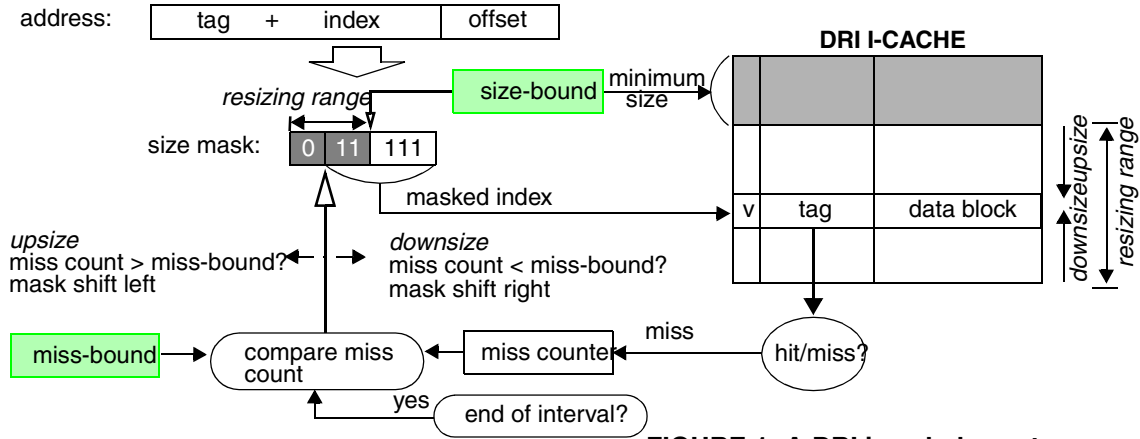 address:
tag + index
offset
DRI I-CACHE
size-bound
minimum
size
resizing range
size mask:
0 11 111
masked index
v
tag
data block
downsize
upsize
resizing range
upsize
miss count > miss-bound?
mask shift left
downsize
miss count < miss-bound?
mask shift right
miss-bound
compare miss
count
miss counter
miss
hit/miss?
yes
end of interval?